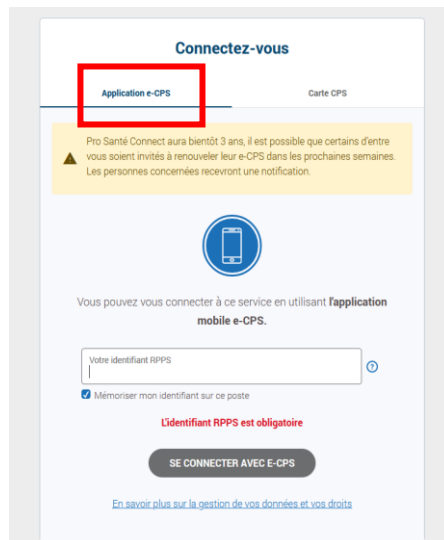 Connectez-vous
Application e-CPS
Carte CPS
Pro Santé Connect aura bientôt 3 ans, il est possible que certains d'entre
vous soient invités à renouveler leur e-CPS dans les prochaines semaines.
Les personnes concernées recevront une notification.
Vous pouvez vous connecter à ce service en utilisant l'application
mobile e-CPS.
Votre identifiant RPPS
?
Mémoriser mon identifiant sur ce poste
L'identifiant RPPS est obligatoire
SE CONNECTER AVEC E-CPS
En savoir plus sur la gestion de vos données et vos droits